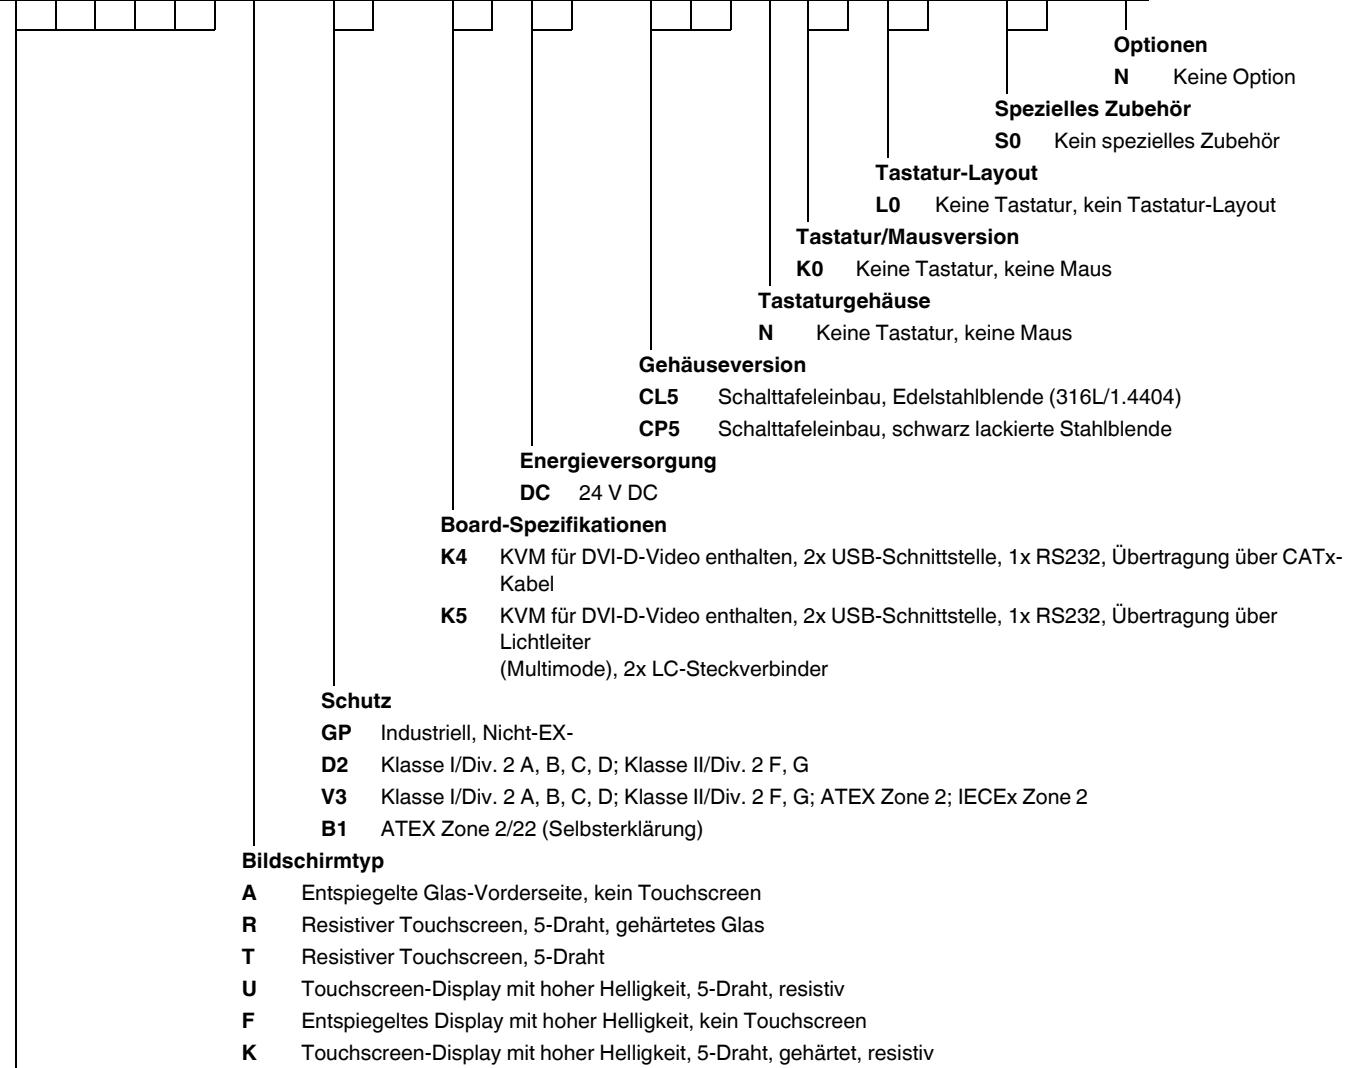 Optionen
N Keine Option
Spezielles Zubehör
S0 Kein spezielles Zubehör
Tastatur-Layout
L0 Keine Tastatur, kein Tastatur-Layout
Tastatur/Mausversion
K0 Keine Tastatur, keine Maus
Tastaturgehäuse
N Keine Tastatur, keine Maus
Gehäuseversion
CL5 Schalttafeleinbau, Edelstahlblende (316L/1.4404)
CP5 Schalttafeleinbau, schwarz lackierte Stahlblende
Energieversorgung
DC 24 V DC
Board-Spezifikationen
K4 KVM für DVI-D-Video enthalten, 2x USB-Schnittstelle, 1x RS232, Übertragung über CATx-
Kabel
K5 KVM für DVI-D-Video enthalten, 2x USB-Schnittstelle, 1x RS232, Übertragung über
Lichtleiter
(Multimode), 2x LC-Steckverbinder
Schutz
GP Industriell, Nicht-EX-
D2 Klasse I/Div. 2 A, B, C, D; Klasse II/Div. 2 F, G
V3 Klasse I/Div. 2 A, B, C, D; Klasse II/Div. 2 F, G; ATEX Zone 2; IECEx Zone 2
B1 ATEX Zone 2/22 (Selbsterklärung)
Bildschirmtyp
A Entspiegelte Glas-Vorderseite, kein Touchscreen
R Resistiver Touchscreen, 5-Draht, gehärtetes Glas
T Resistiver Touchscreen, 5-Draht
U Touchscreen-Display mit hoher Helligkeit, 5-Draht, resistiv
F Entspiegeltes Display mit hoher Helligkeit, kein Touchscreen
K Touchscreen-Display mit hoher Helligkeit, 5-Draht, gehärtet, resistiv